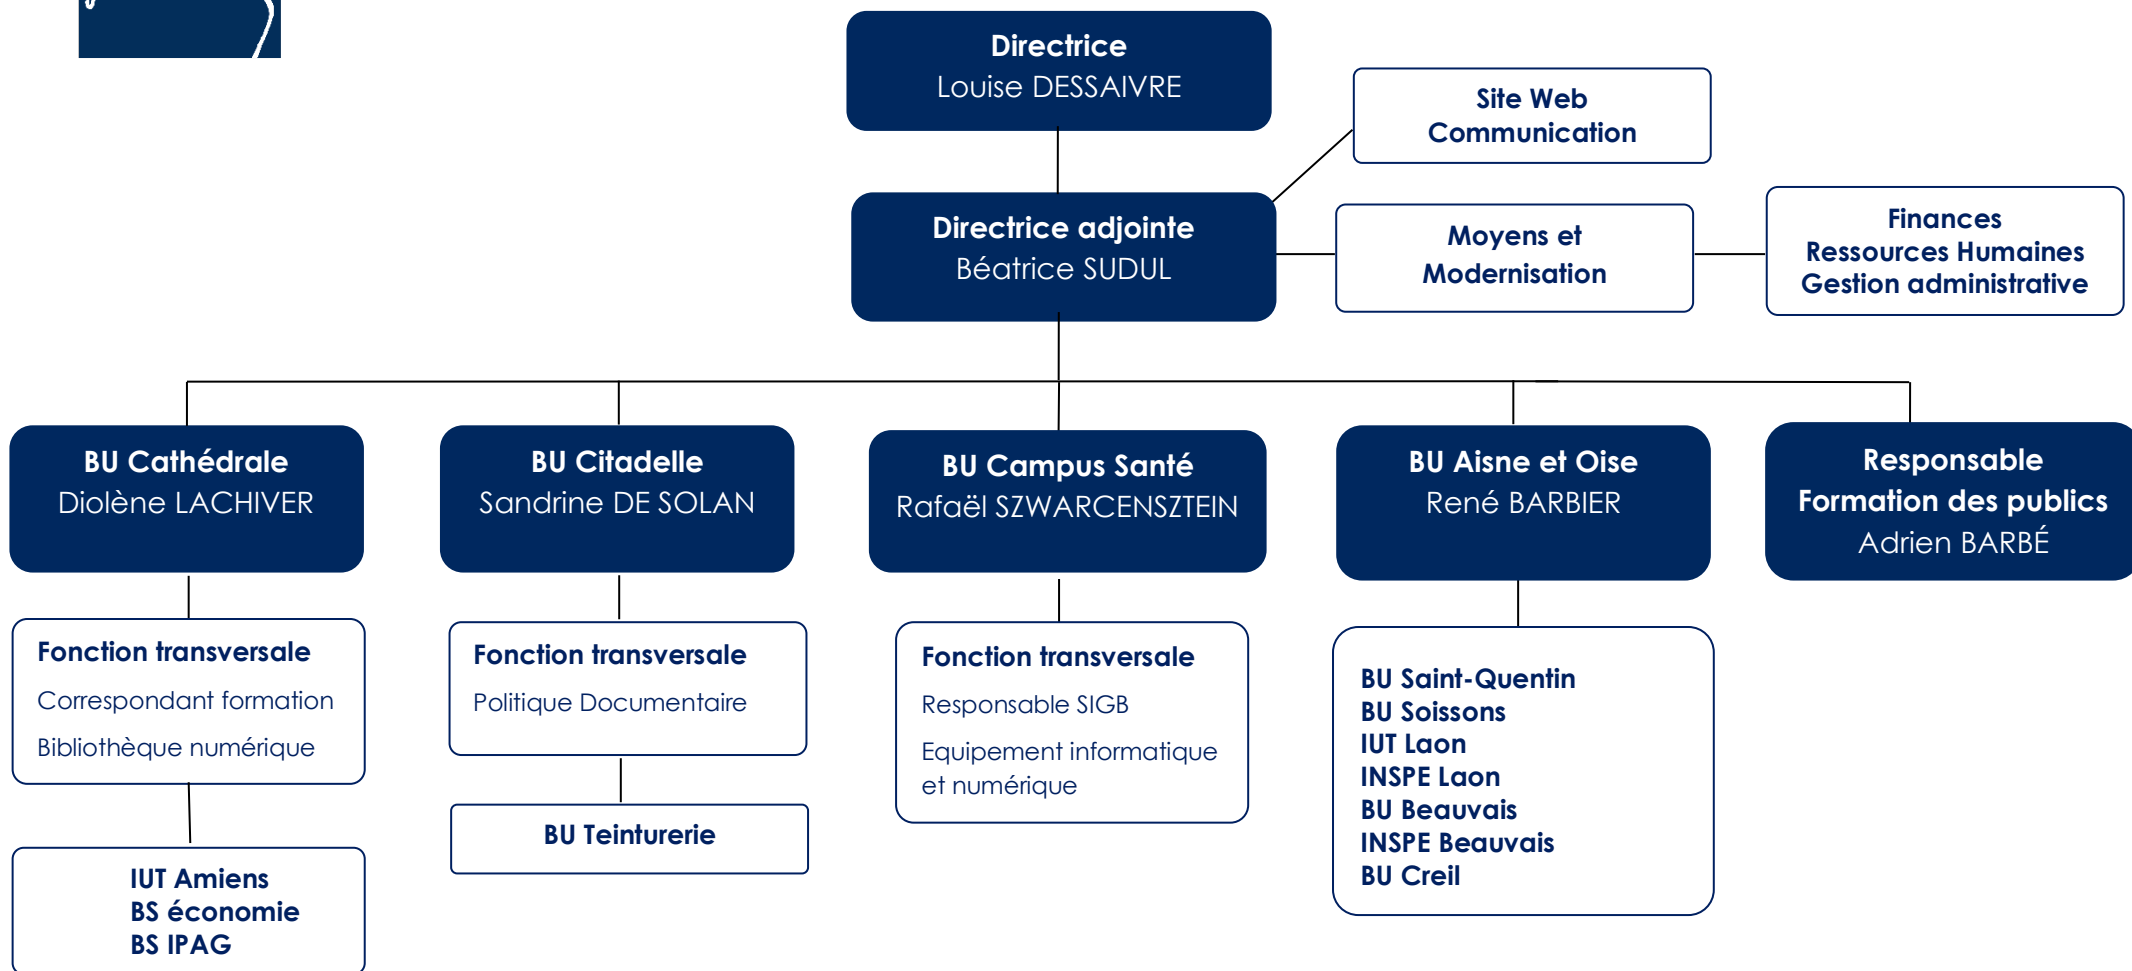 Directrice
Louise DESSAIVRE
Site Web
Communication
Directrice adjointe
Béatrice SUDUL
Moyens et
Modernisation
Finances
Ressources Humaines
Gestion administrative
BU Cathédrale
Diolène LACHIVER
BU Citadelle
Sandrine DE SOLAN
BU Campus Santé
Rafaël SZWARCENSZTEIN
BU Aisne et Oise
René BARBIER
Responsable
Formation des publics
Adrien BARBÉ
Fonction transversale
Correspondant formation
Bibliothèque numérique
Fonction transversale
Politique Documentaire
Fonction transversale
Responsable SIGB
Equipement informatique
et numérique
BU Saint-Quentin
BU Soissons
IUT Laon
INSPE Laon
BU Beauvais
INSPE Beauvais
BU Creil
BU Teinturerie
IUT Amiens
BS économie
BS IPAG